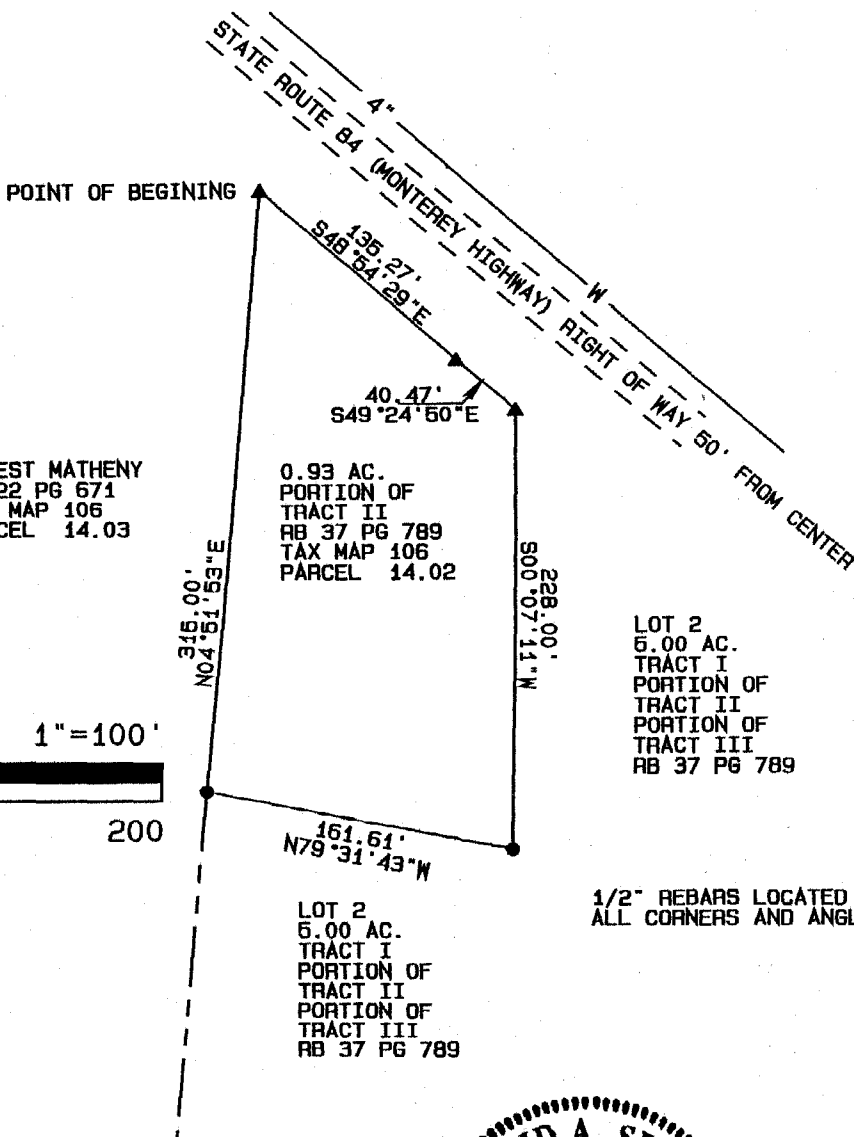 STATE ROUTE 84 (MONTEREY HIGHWAY) RIGHT OF WAY 50' FROM CENTER
4"
W
POINT OF BEGINING
135.27'
S48°54'29"E
40.47'
S49°24'50"E
EST MATHENY
22 PG 671
MAP 106
CEL 14.03
0.93 AC.
PORTION OF
TRACT II
RB 37 PG 789
TAX MAP 106
PARCEL 14.02
315.00'
N04°51'53"E
228.00'
S00°07'11"W
LOT 2
5.00 AC.
TRACT I
PORTION OF
TRACT II
PORTION OF
TRACT III
RB 37 PG 789
1"=100'
200
161.61'
N79°31'43"W
1/2" REBARS LOCATED
ALL CORNERS AND ANGL
LOT 2
5.00 AC.
TRACT I
PORTION OF
TRACT II
PORTION OF
TRACT III
RB 37 PG 789